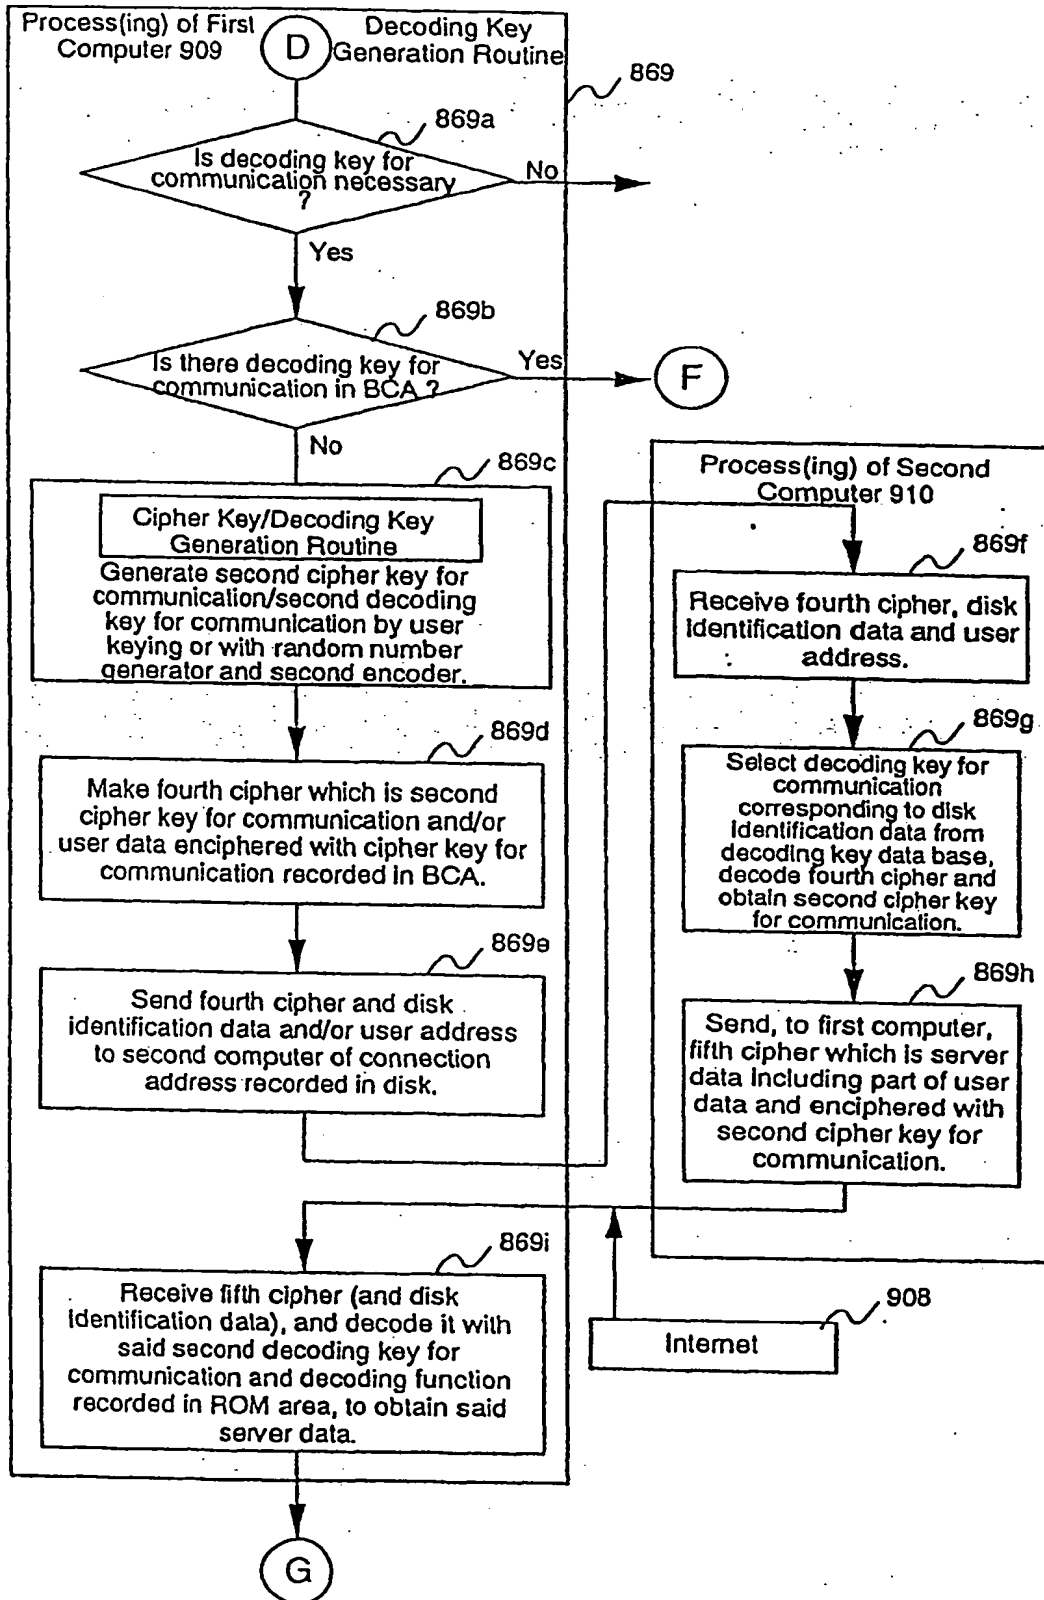 Process(ing) of First
Computer 909
D
Decoding Key
Generation Routine
869
869a
Is decoding key for
communication necessary
?
No
Yes
869b
Is there decoding key for
communication in BCA ?
Yes
F
No
869c
Cipher Key/Decoding Key
Generation Routine
Generate second cipher key for
communication/second decoding
key for communication by user
keying or with random number
generator and second encoder.
869d
Make fourth cipher which is second
cipher key for communication and/or
user data enciphered with cipher key for
communication recorded in BCA.
869e
Send fourth cipher and disk
identification data and/or user address
to second computer of connection
address recorded in disk.
Process(ing) of Second
Computer 910
869f
Receive fourth cipher, disk
identification data and user
address.
869g
Select decoding key for
communication
corresponding to disk
identification data from
decoding key data base,
decode fourth cipher and
obtain second cipher key
for communication.
869h
Send, to first computer,
fifth cipher which is server
data including part of user
data and enciphered with
second cipher key for
communication.
869i
Receive fifth cipher (and disk
identification data), and decode it with
said second decoding key for
communication and decoding function
recorded in ROM area, to obtain said
server data.
908
Internet
G